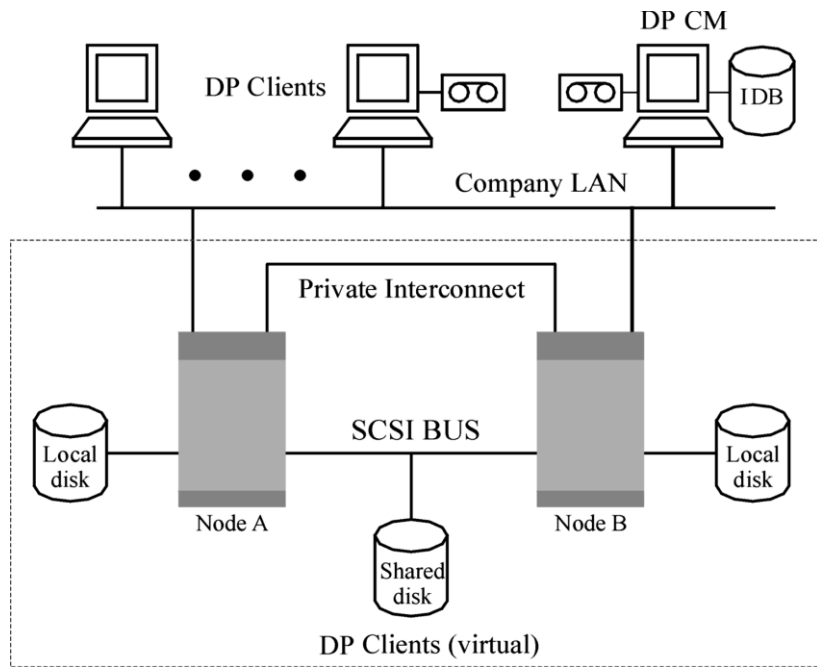 DP CM
DP Clients
IDB
Company LAN
Private Interconnect
SCSI BUS
Local
disk
Local
disk
Node A
Node B
Shared
disk
DP Clients (virtual)